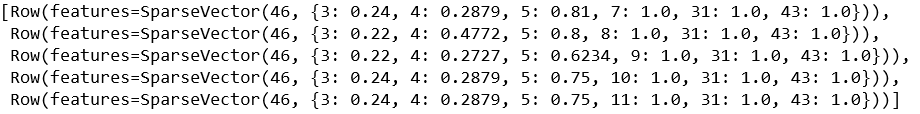 [Row(features=SparseVector(46, {3: 0.24, 4: 0.2879, 5: 0.81, 7: 1.0, 31: 1.0, 43: 1.0})),
Row(features=SparseVector(46, {3: 0.22, 4: 0.4772, 5: 0.8, 8: 1.0, 31: 1.0, 43: 1.0})),
Row(features=SparseVector(46, {3: 0.22, 4: 0.2727, 5: 0.6234, 9: 1.0, 31: 1.0, 43: 1.0})),
Row(features=SparseVector(46, {3: 0.24, 4: 0.2879, 5: 0.75, 10: 1.0, 31: 1.0, 43: 1.0})),
Row(features=SparseVector(46, {3: 0.24, 4: 0.2879, 5: 0.75, 11: 1.0, 31: 1.0, 43: 1.0}))]